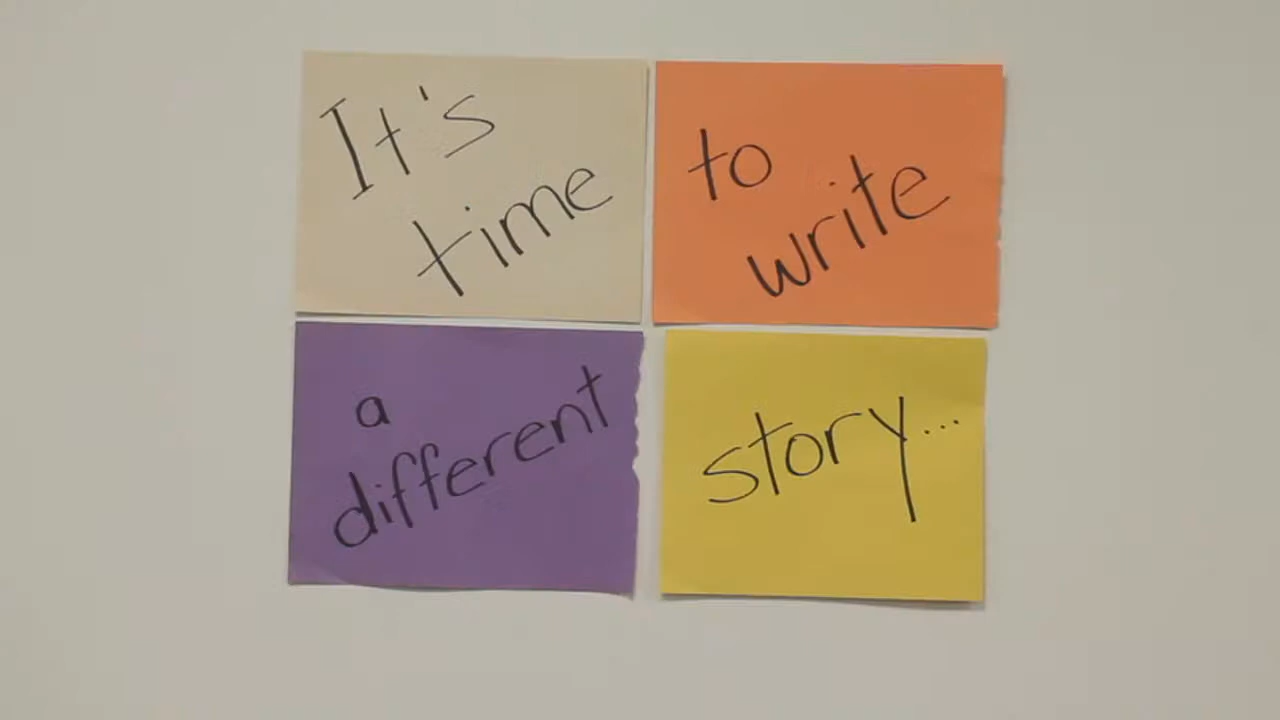 It's
time
to
write
a
different
story...